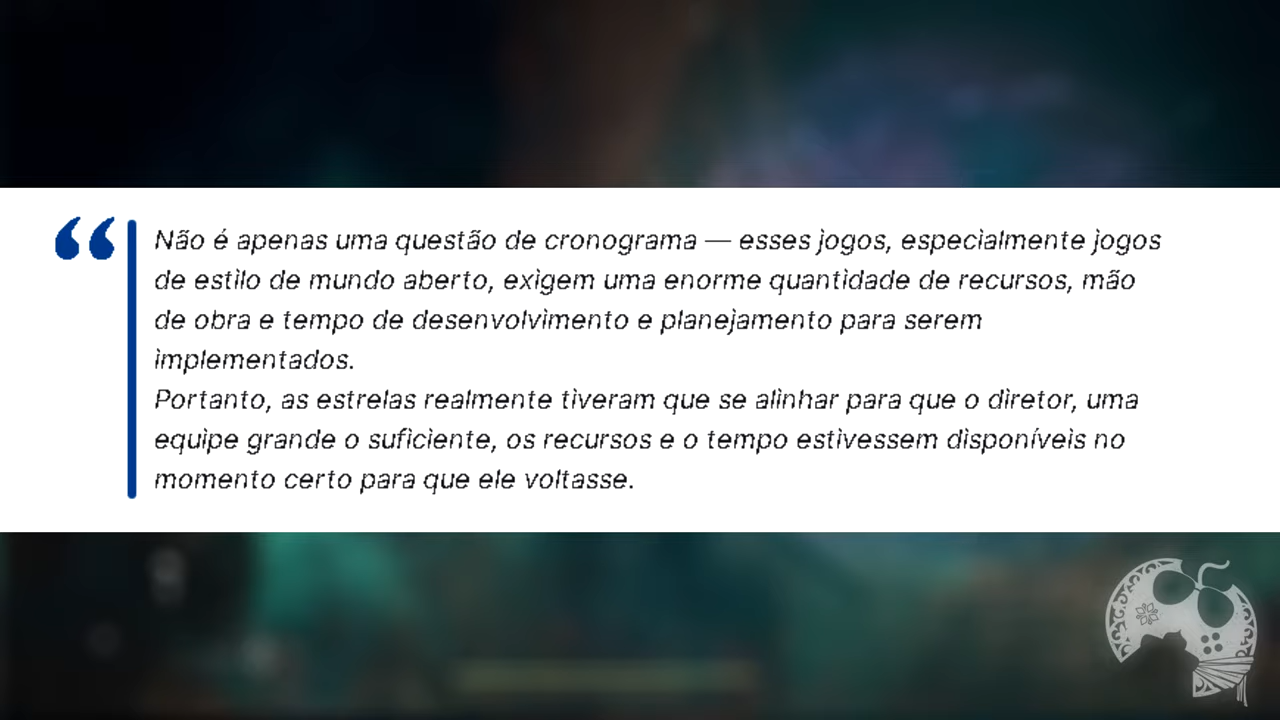 “
Não é apenas uma questão de cronograma — esses jogos, especialmente jogos
de estilo de mundo aberto, exigem uma enorme quantidade de recursos, mão
de obra e tempo de desenvolvimento e planejamento para serem
implementados.
Portanto, as estrelas realmente tiveram que se alinhar para que o diretor, uma
equipe grande o suficiente, os recursos e o tempo estivessem disponíveis no
momento certo para que ele voltasse.